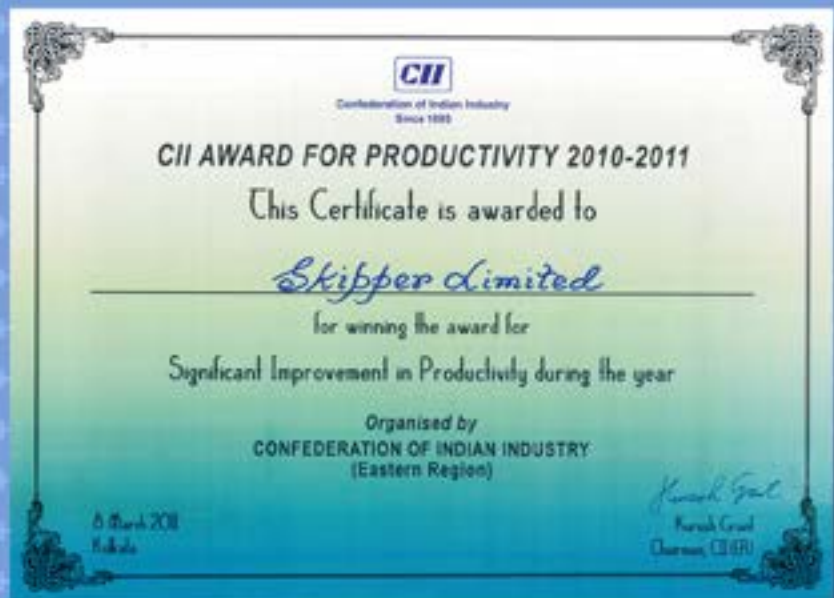 CII
Confederation of Indian Industry
Since 1895
CII AWARD FOR PRODUCTIVITY 2010-2011
This Certificate is awarded to
Skipper Limited
for winning the award for
Significant Improvement in Productivity during the year
Organised by
CONFEDERATION OF INDIAN INDUSTRY
(Eastern Region)
8 March 2011
Kolkata
Chairman, CII (ER)